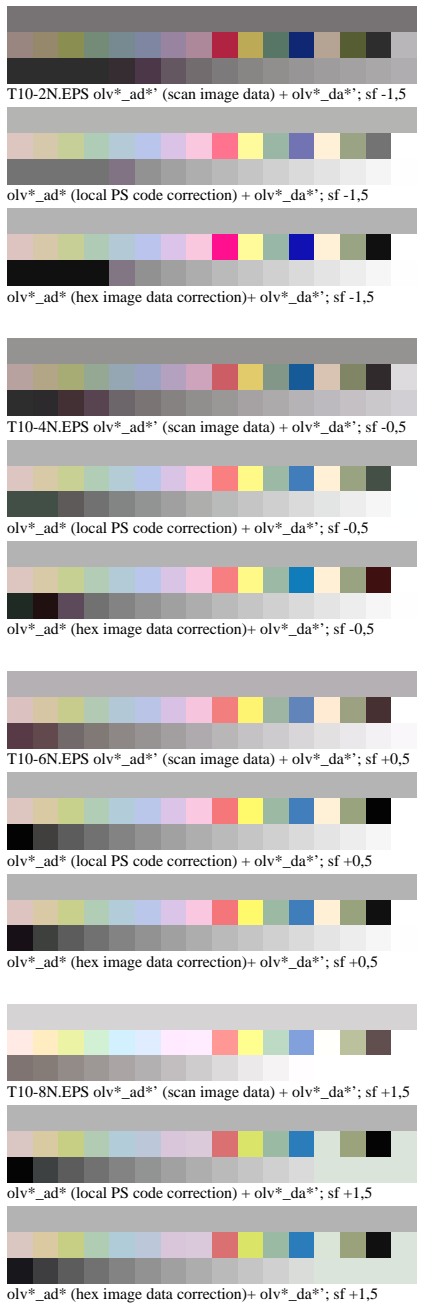 T10-2N.EPS olv*_ad*’ (scan image data) + olv*_da*’; sf -1,5
olv*_ad* (local PS code correction) + olv*_da*’; sf -1,5
olv*_ad* (hex image data correction)+ olv*_da*’; sf -1,5
T10-4N.EPS olv*_ad*’ (scan image data) + olv*_da*’; sf -0,5
olv*_ad* (local PS code correction) + olv*_da*’; sf -0,5
olv*_ad* (hex image data correction)+ olv*_da*’; sf -0,5
T10-6N.EPS olv*_ad*’ (scan image data) + olv*_da*’; sf +0,5
olv*_ad* (local PS code correction) + olv*_da*’; sf +0,5
olv*_ad* (hex image data correction)+ olv*_da*’; sf +0,5
T10-8N.EPS olv*_ad*’ (scan image data) + olv*_da*’; sf +1,5
olv*_ad* (local PS code correction) + olv*_da*’; sf +1,5
olv*_ad* (hex image data correction)+ olv*_da*’; sf +1,5